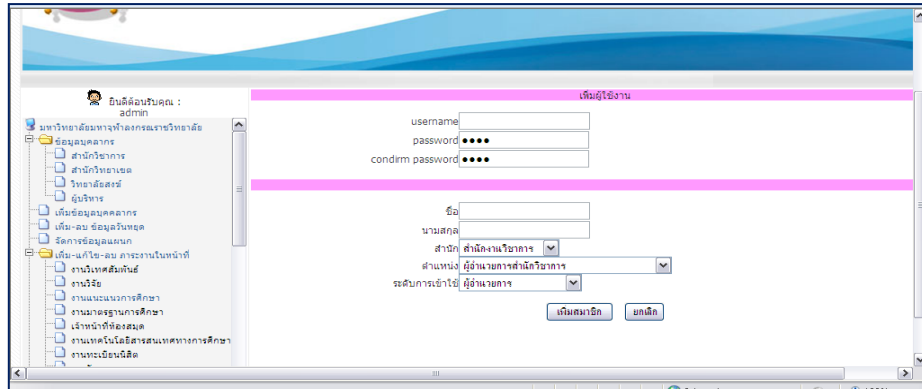 ยินดีต้อนรับคุณ :
admin
มหาวิทยาลัยมหาจุฬาลงกรณราชวิทยาลัย
ข้อมูลบุคลากร
สำนักวิชาการ
สำนักวิทยาเขต
วิทยาลัยสงฆ์
ผู้บริหาร
เพิ่มข้อมูลบุคคลากร
เพิ่ม-ลบ ข้อมูลวันหยุด
จัดการข้อมูลแผนก
เพิ่ม-แก้ไข-ลบ ภาระงานในหน้าที่
งานวิเทศสัมพันธ์
งานวิจัย
งานแนะแนวการศึกษา
งานมาตรฐานการศึกษา
เจ้าหน้าที่ห้องสมุด
งานเทคโนโลยีสารสนเทศทางการศึกษา
งานทะเบียนนิสิต
เพิ่มผู้ใช้งาน
username
password
condirm password
ชื่อ
นามสกุล
สำนัก สำนักงานวิชาการ
ตำแหน่ง ผู้อำนวยการสำนักวิชาการ
ระดับการเข้าใช้ ผู้อำนวยการ
เพิ่มสมาชิก ยกเลิก